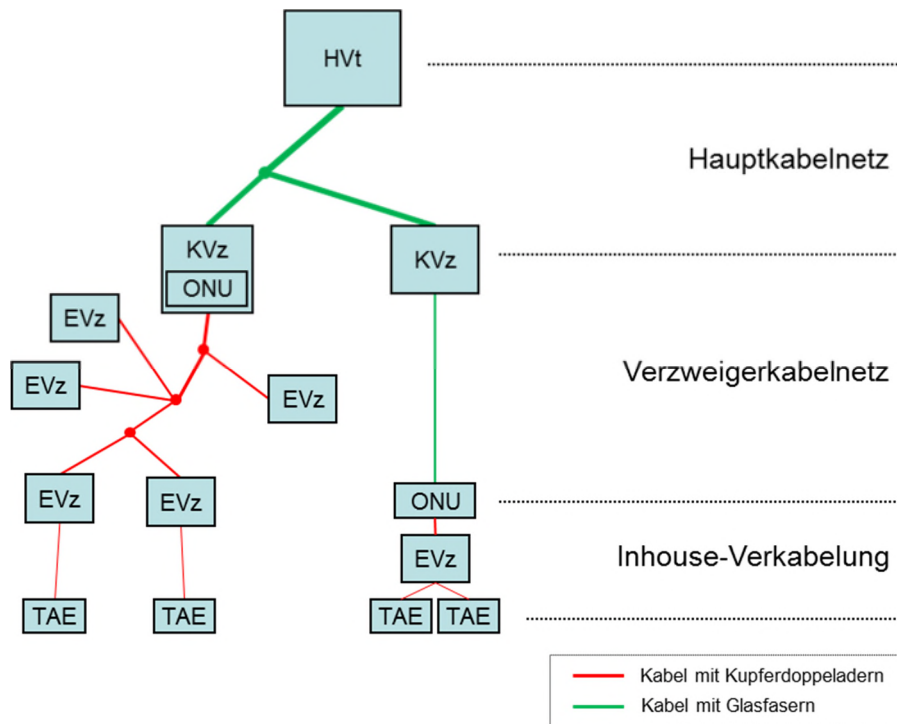 HVt
Hauptkabelnetz
KVz
ONU
KVz
EVz
EVz
EVz
Verzweigerkabelnetz
EVz
EVz
ONU
EVz
Inhouse-Verkabelung
TAE
TAE
TAE
TAE
Kabel mit Kupferdoppeladern
Kabel mit Glasfasern